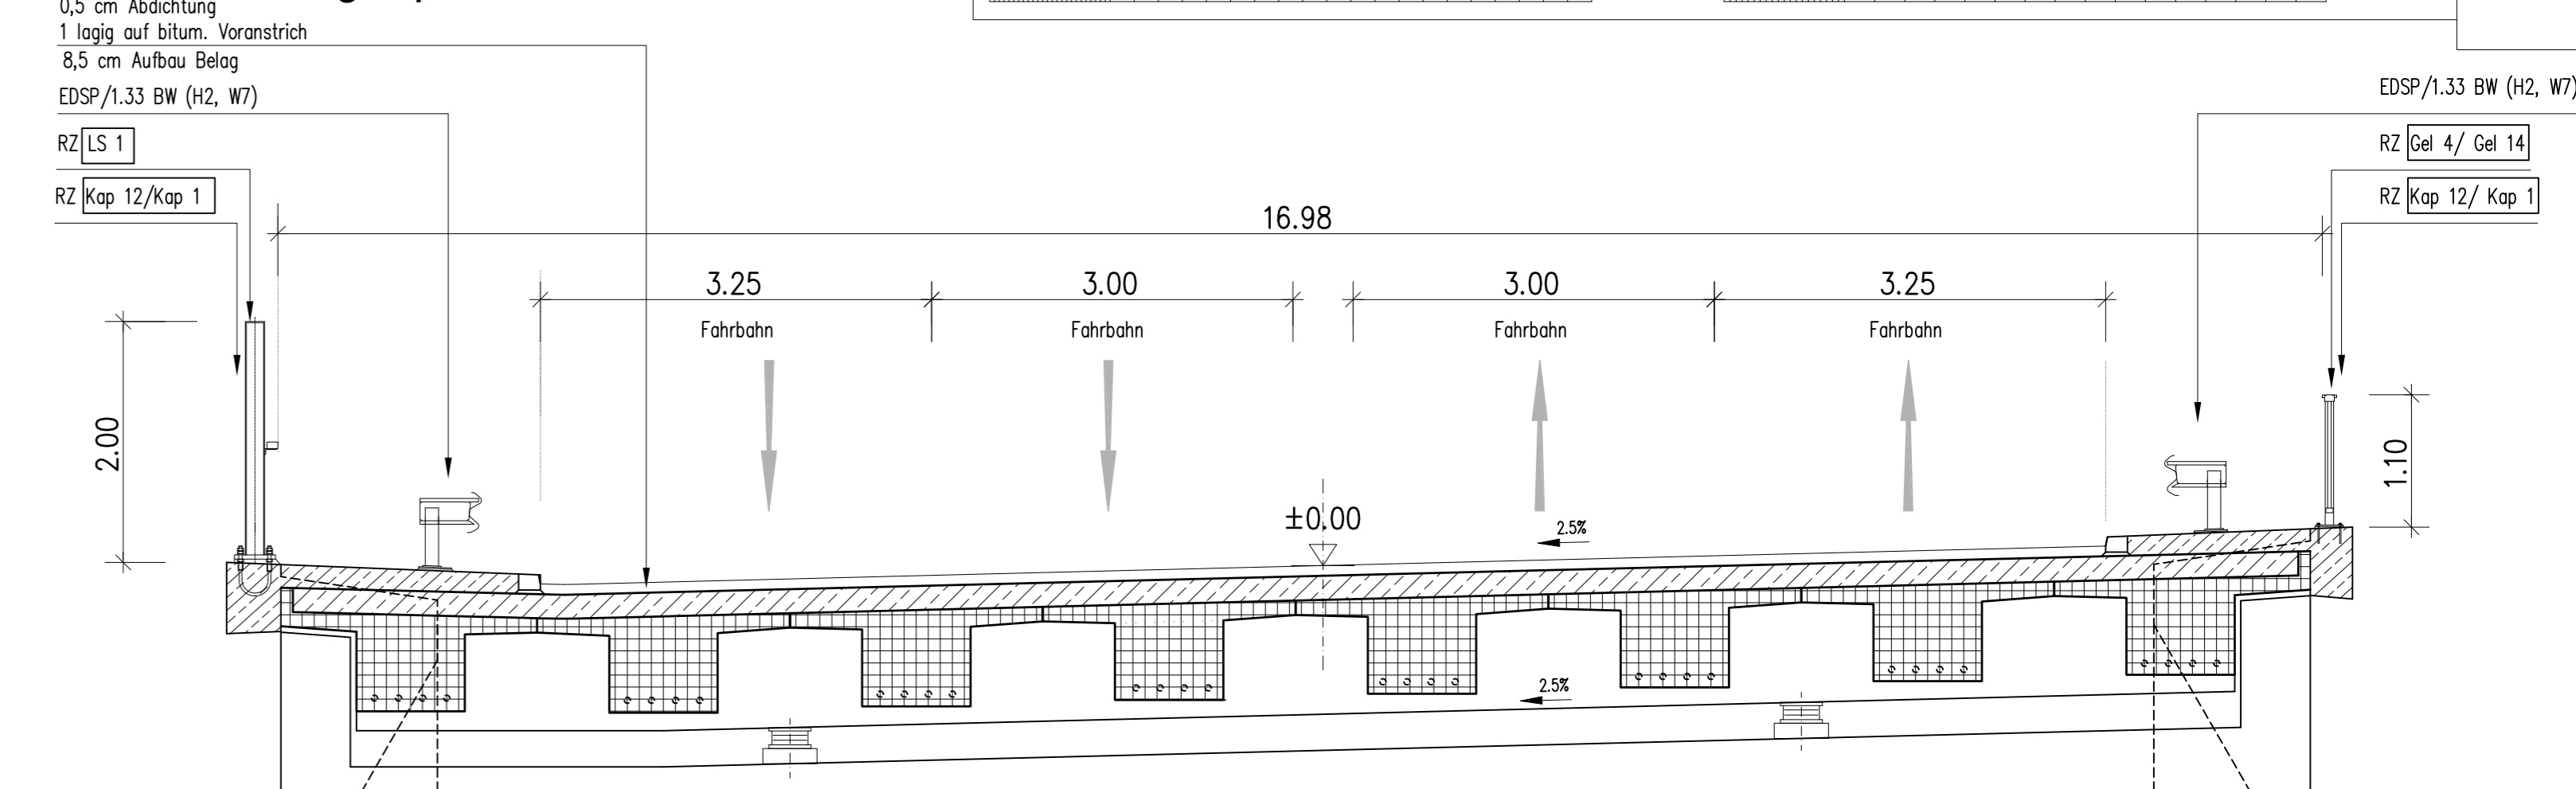 0,5 cm Abdichtung
1 lagig auf bitum. Voranstrich
8,5 cm Aufbau Belag
EDSP/1.33 BW (H2, W7)
RZ LS 1
RZ Kap 12/Kap 1
EDSP/1.33 BW (H2, W7)
RZ Gel 4/ Gel 14
RZ Kap 12/ Kap 1
16.98
3.25
3.00
3.00
3.25
Fahrbahn
Fahrbahn
Fahrbahn
Fahrbahn
2.00
1.10
±0.00
2.5%
2.5%